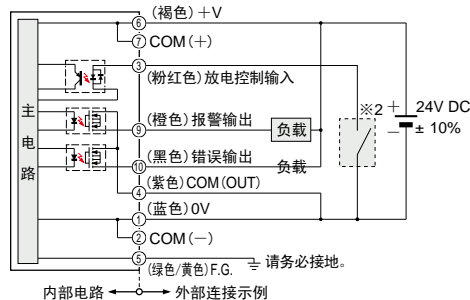 ⑥ (褐色)+V
⑦ COM(+)
③
(粉红色)放电控制输入
主电路
※2
+
24V DC
−
± 10%
(橙色)报警输出
⑨
负载
(黑色)错误输出
⑩
负载
(紫色)COM(OUT)
④
(蓝色)0V
①
② COM(−)
⑤
(绿色/黄色)F.G.
请务必接地。
内部电路
外部连接示例